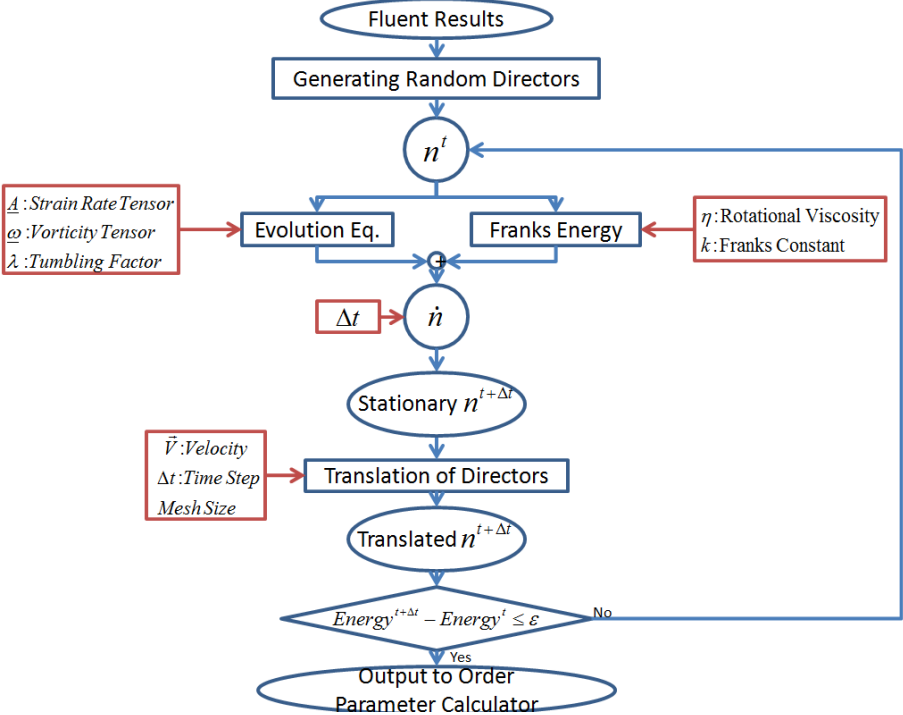 Fluent Results
Generating Random Directors
n^t
A : Strain Rate Tensor
ω : Vorticity Tensor
λ : Tumbling Factor
Evolution Eq.
Franks Energy
η : Rotational Viscosity
k : Franks Constant
+
Δt
ṅ
Stationary n^{t+Δt}
V⃗ : Velocity
Δt : Time Step
Mesh Size
Translation of Directors
Translated n^{t+Δt}
Energy^{t+Δt} − Energy^t ≤ ε
No
Yes
Output to Order
Parameter Calculator